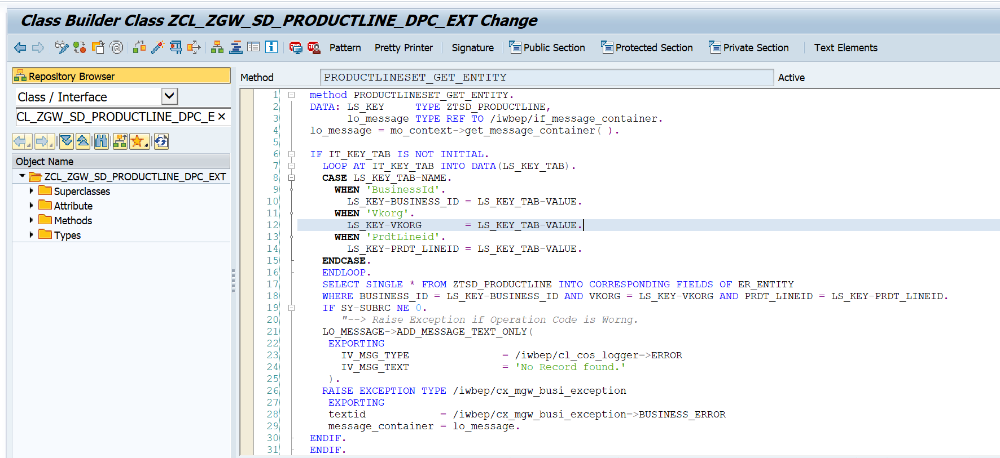 Class Builder Class ZCL_ZGW_SD_PRODUCTLINE_DPC_EXT Change
Pattern Pretty Printer Signature Public Section Protected Section Private Section Text Elements
Repository Browser
Class / Interface
CL_ZGW_SD_PRODUCTLINE_DPC_E
Object Name
ZCL_ZGW_SD_PRODUCTLINE_DPC_EXT
Superclasses
Attribute
Methods
Types
Method PRODUCTLINESET_GET_ENTITY Active
1 method PRODUCTLINESET_GET_ENTITY.
2 DATA: LS_KEY TYPE ZTSD_PRODUCTLINE,
3 lo_message TYPE REF TO /iwbep/if_message_container.
4 lo_message = mo_context->get_message_container( ).
5
6 IF IT_KEY_TAB IS NOT INITIAL.
7 LOOP AT IT_KEY_TAB INTO DATA(LS_KEY_TAB).
8 CASE LS_KEY_TAB-NAME.
9 WHEN 'BusinessId'.
10 LS_KEY-BUSINESS_ID = LS_KEY_TAB-VALUE.
11 WHEN 'Vkorg'.
12 LS_KEY-VKORG = LS_KEY_TAB-VALUE.
13 WHEN 'PrdtLineid'.
14 LS_KEY-PRDT_LINEID = LS_KEY_TAB-VALUE.
15 ENDCASE.
16 ENDLOOP.
17 SELECT SINGLE * FROM ZTSD_PRODUCTLINE INTO CORRESPONDING FIELDS OF ER_ENTITY
18 WHERE BUSINESS_ID = LS_KEY-BUSINESS_ID AND VKORG = LS_KEY-VKORG AND PRDT_LINEID = LS_KEY-PRDT_LINEID.
19 IF SY-SUBRC NE 0.
20 "--> Raise Exception if Operation Code is Worng.
21 LO_MESSAGE->ADD_MESSAGE_TEXT_ONLY(
22 EXPORTING
23 IV_MSG_TYPE = /iwbep/cl_cos_logger=>ERROR
24 IV_MSG_TEXT = 'No Record found.'
25 ).
26 RAISE EXCEPTION TYPE /iwbep/cx_mgw_busi_exception
27 EXPORTING
28 textid = /iwbep/cx_mgw_busi_exception=>BUSINESS_ERROR
29 message_container = lo_message.
30 ENDIF.
31 ENDIF.